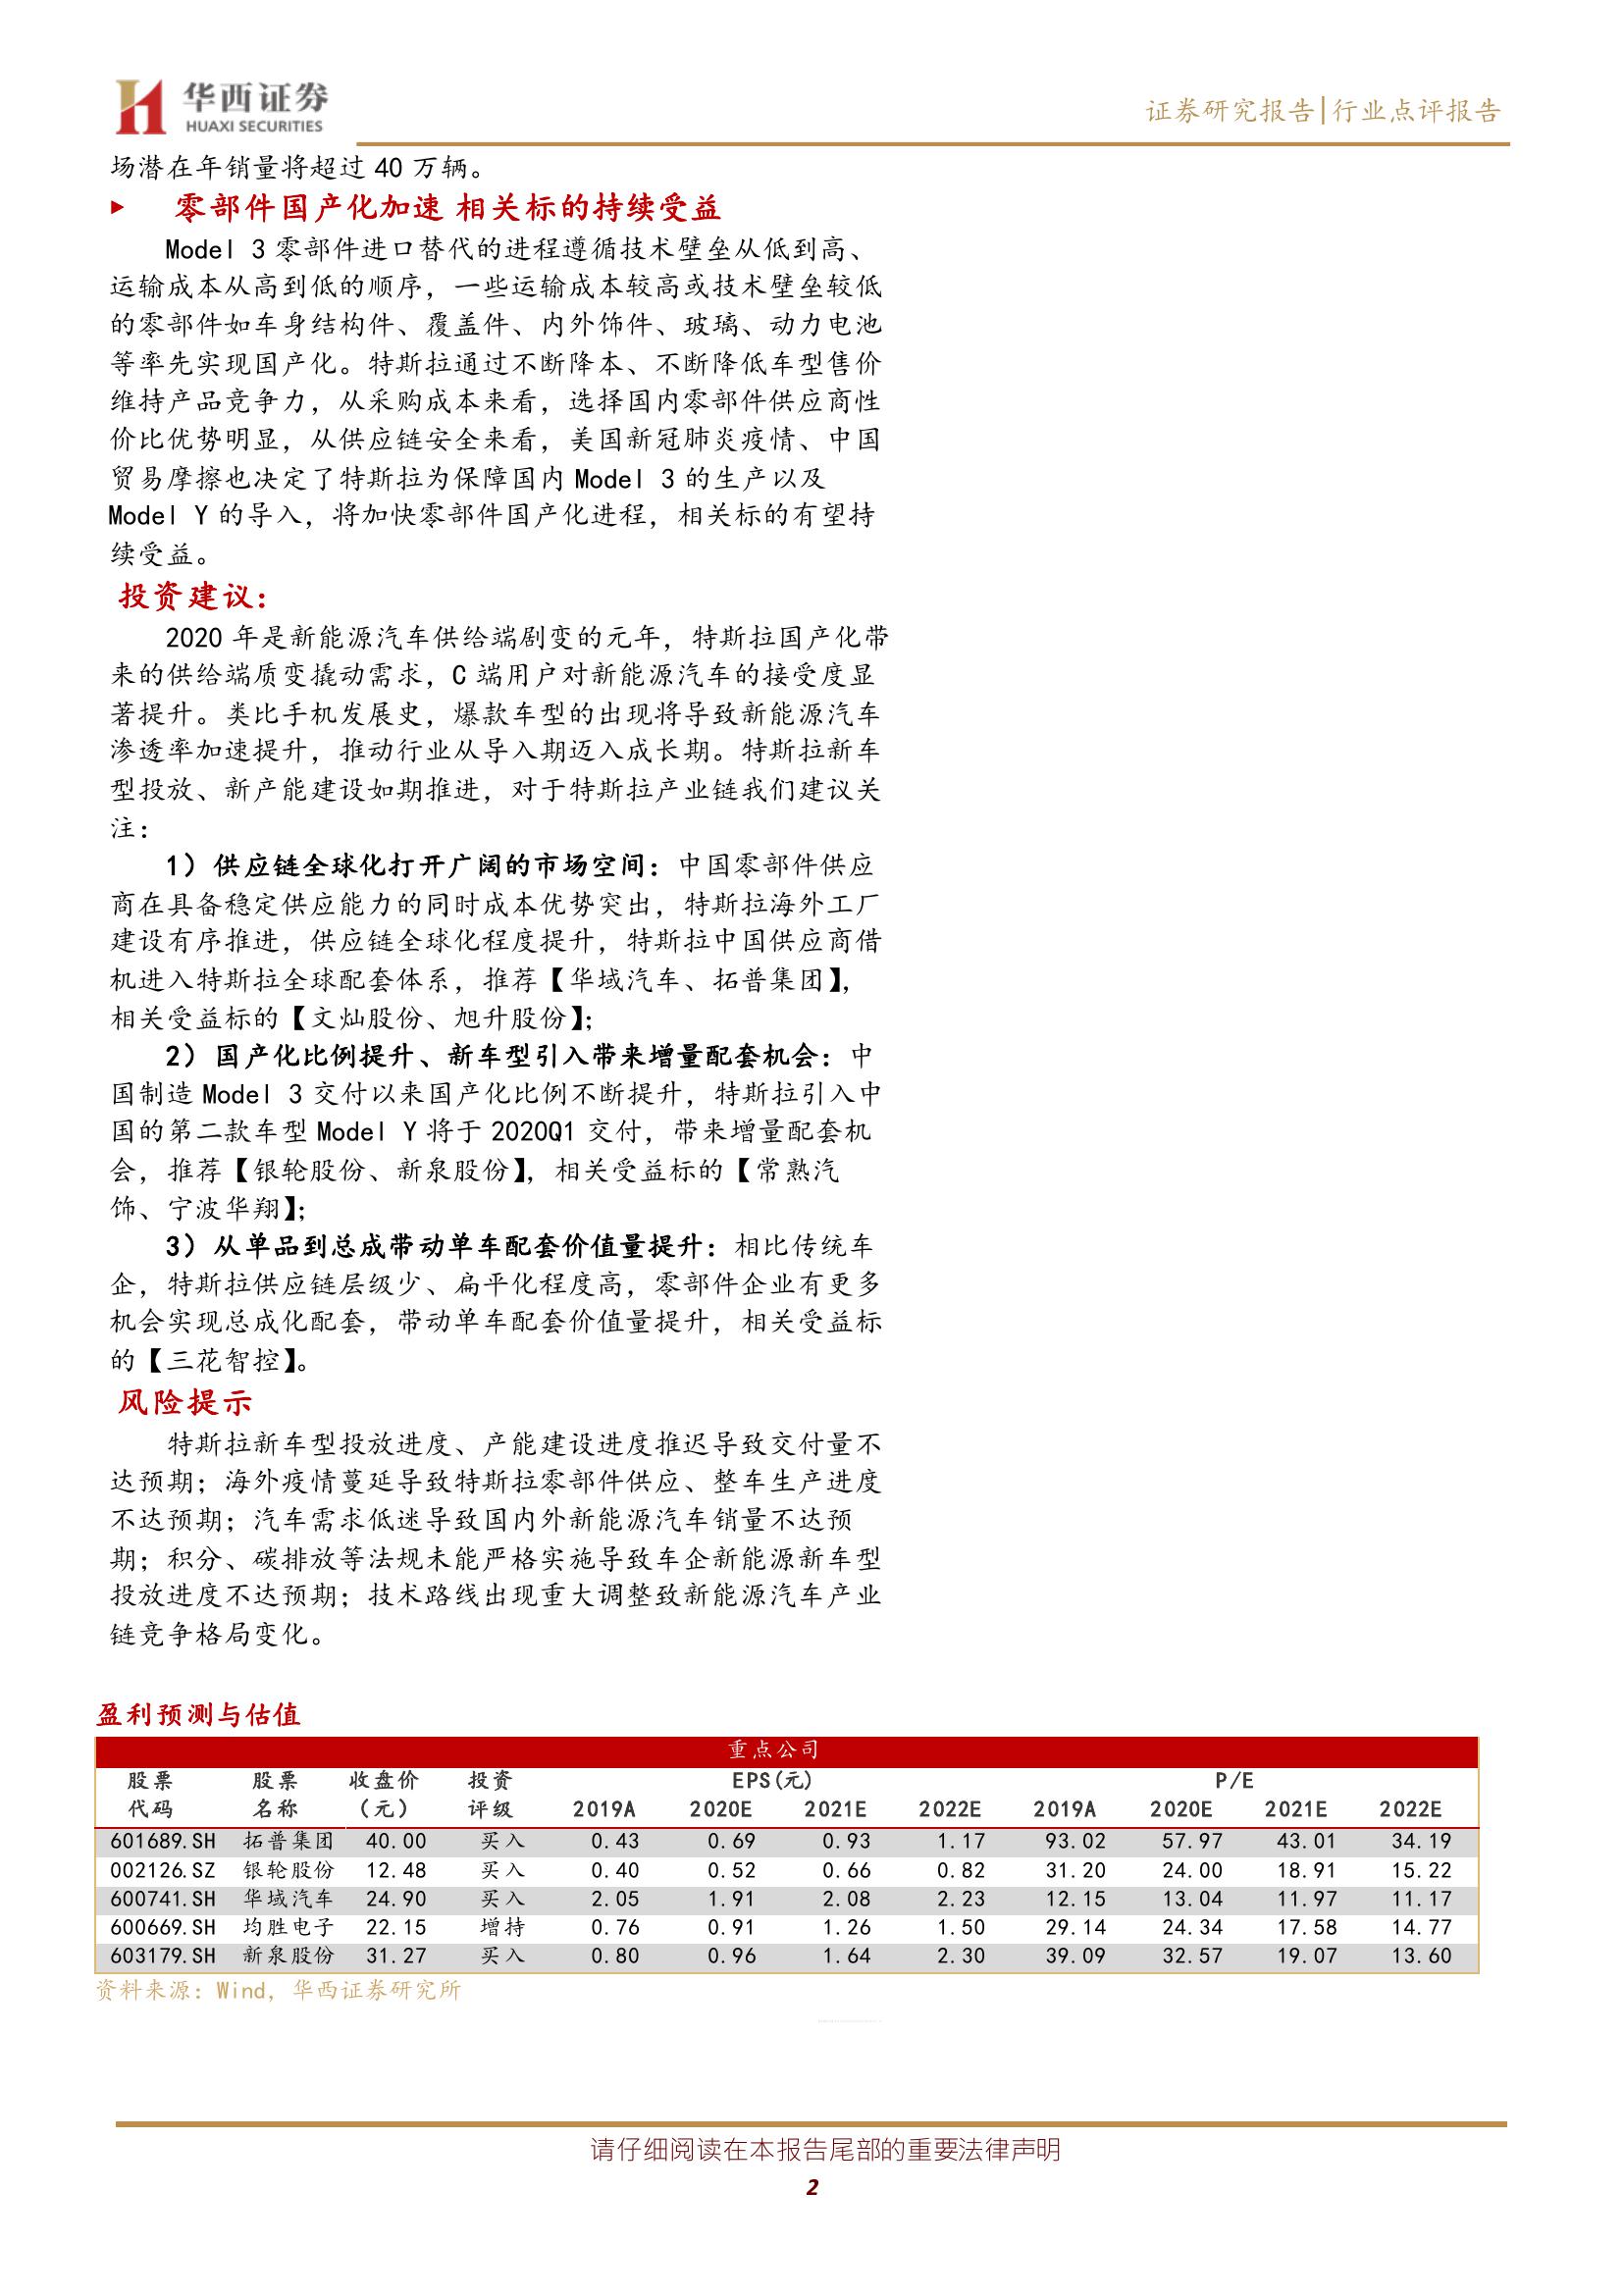 华西证券
HUAXI SECURITIES
证券研究报告|行业点评报告
场潜在年销量将超过 40 万辆。
零部件国产化加速 相关标的持续受益
Model 3 零部件进口替代的进程遵循技术壁垒从低到高、
运输成本从高到低的顺序，一些运输成本较高或技术壁垒较低
的零部件如车身结构件、覆盖件、内外饰件、玻璃、动力电池
等率先实现国产化。特斯拉通过不断降本、不断降低车型售价
维持产品竞争力，从采购成本来看，选择国内零部件供应商性
价比优势明显，从供应链安全来看，美国新冠肺炎疫情、中国
贸易摩擦也决定了特斯拉为保障国内 Model 3 的生产以及
Model Y 的导入，将加快零部件国产化进程，相关标的有望持
续受益。
投资建议：
2020 年是新能源汽车供给端剧变的元年，特斯拉国产化带
来的供给端质变撬动需求，C 端用户对新能源汽车的接受度显
著提升。类比手机发展史，爆款车型的出现将导致新能源汽车
渗透率加速提升，推动行业从导入期迈入成长期。特斯拉新车
型投放、新产能建设如期推进，对于特斯拉产业链我们建议关
注：
1）供应链全球化打开广阔的市场空间：中国零部件供应
商在具备稳定供应能力的同时成本优势突出，特斯拉海外工厂
建设有序推进，供应链全球化程度提升，特斯拉中国供应商借
机进入特斯拉全球配套体系，推荐【华域汽车、拓普集团】，
相关受益标的【文灿股份、旭升股份】；
2）国产化比例提升、新车型引入带来增量配套机会：中
国制造 Model 3 交付以来国产化比例不断提升，特斯拉引入中
国的第二款车型 Model Y 将于 2020Q1 交付，带来增量配套机
会，推荐【银轮股份、新泉股份】，相关受益标的【常熟汽
饰、宁波华翔】；
3）从单品到总成带动单车配套价值量提升：相比传统车
企，特斯拉供应链层级少、扁平化程度高，零部件企业有更多
机会实现总成化配套，带动单车配套价值量提升，相关受益标
的【三花智控】。
风险提示
特斯拉新车型投放进度、产能建设进度推迟导致交付量不
达预期；海外疫情蔓延导致特斯拉零部件供应、整车生产进度
不达预期；汽车需求低迷导致国内外新能源汽车销量不达预
期；积分、碳排放等法规未能严格实施导致车企新能源新车型
投放进度不达预期；技术路线出现重大调整致新能源汽车产业
链竞争格局变化。
盈利预测与估值
重点公司
股票 股票 收盘价 投资 EPS(元) P/E
代码 名称 （元） 评级 2019A 2020E 2021E 2022E 2019A 2020E 2021E 2022E
601689.SH 拓普集团 40.00 买入 0.43 0.69 0.93 1.17 93.02 57.97 43.01 34.19
002126.SZ 银轮股份 12.48 买入 0.40 0.52 0.66 0.82 31.20 24.00 18.91 15.22
600741.SH 华域汽车 24.90 买入 2.05 1.91 2.08 2.23 12.15 13.04 11.97 11.17
600669.SH 均胜电子 22.15 增持 0.76 0.91 1.26 1.50 29.14 24.34 17.58 14.77
603179.SH 新泉股份 31.27 买入 0.80 0.96 1.64 2.30 39.09 32.57 19.07 13.60
资料来源：Wind，华西证券研究所
请仔细阅读在本报告尾部的重要法律声明
2